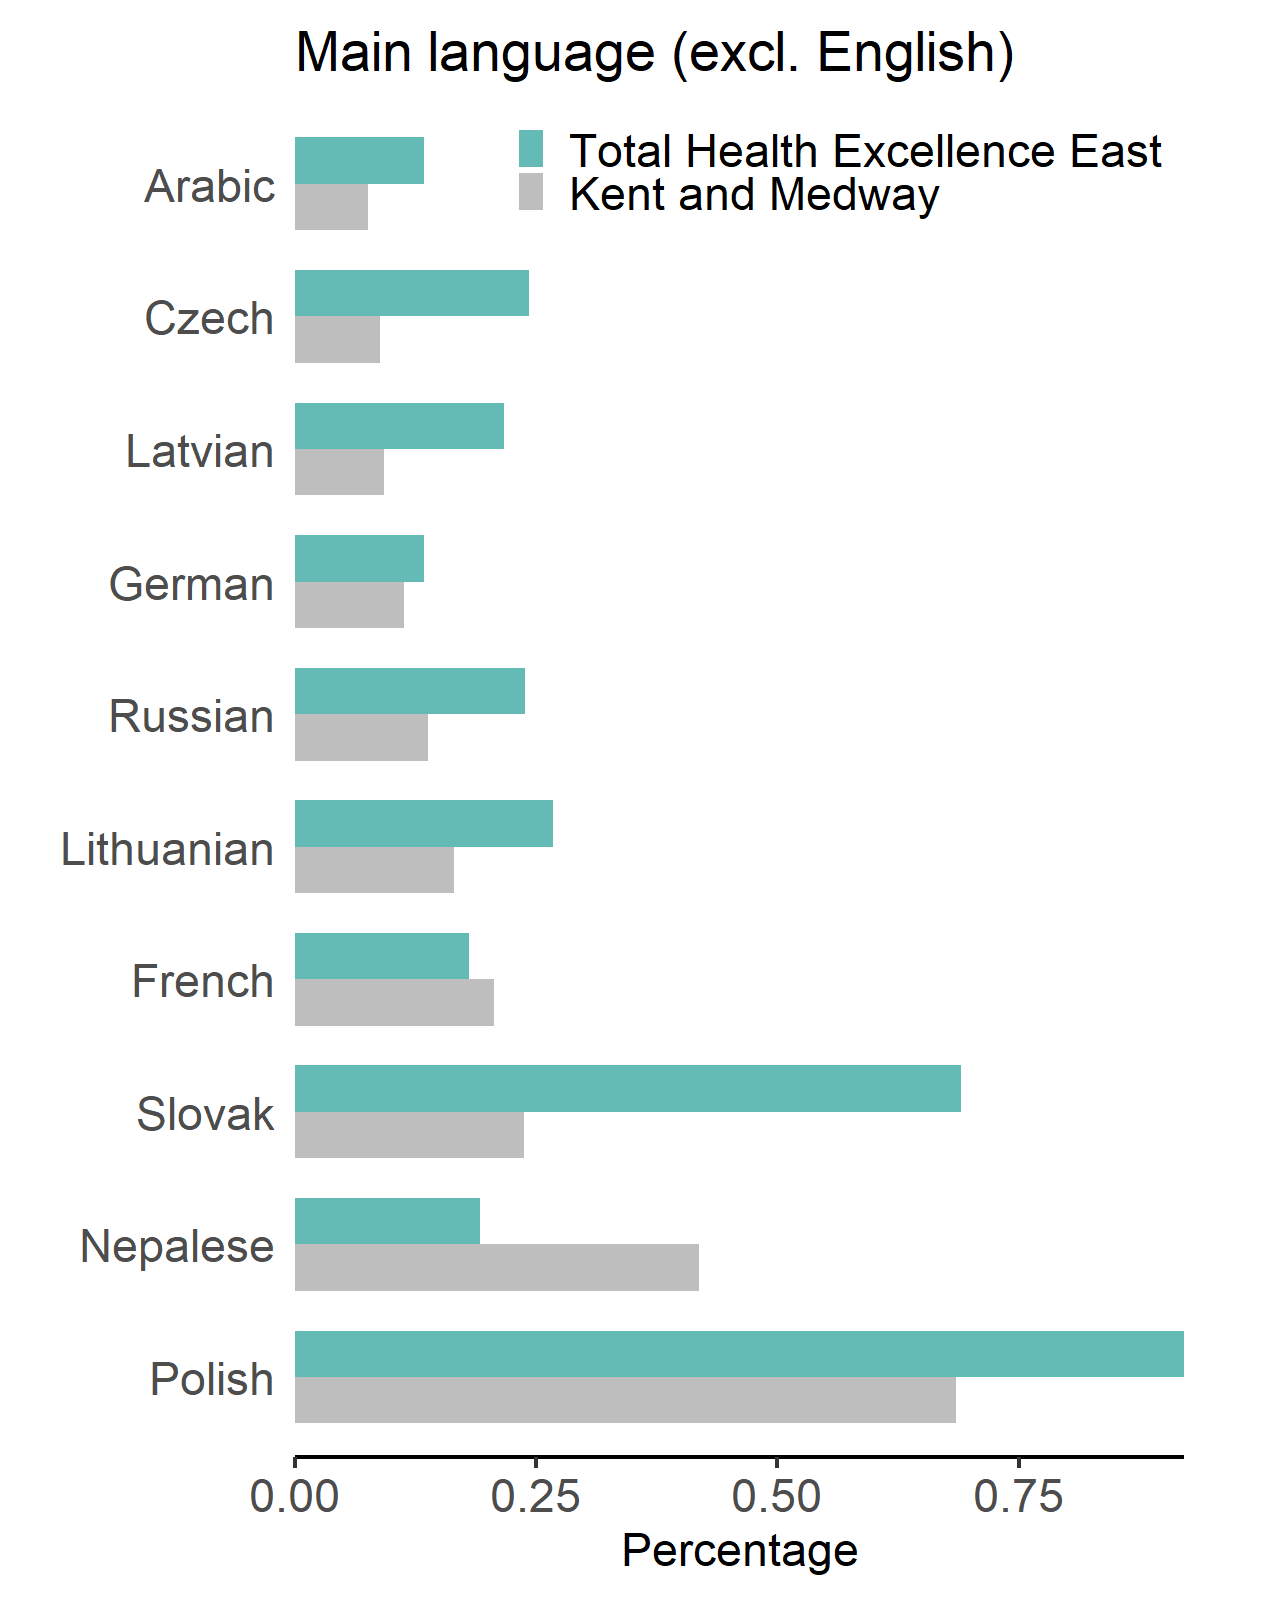 Main language (excl. English)
Total Health Excellence East
Kent and Medway
Arabic
Czech
Latvian
German
Russian
Lithuanian
French
Slovak
Nepalese
Polish
0.00 0.25 0.50 0.75
Percentage